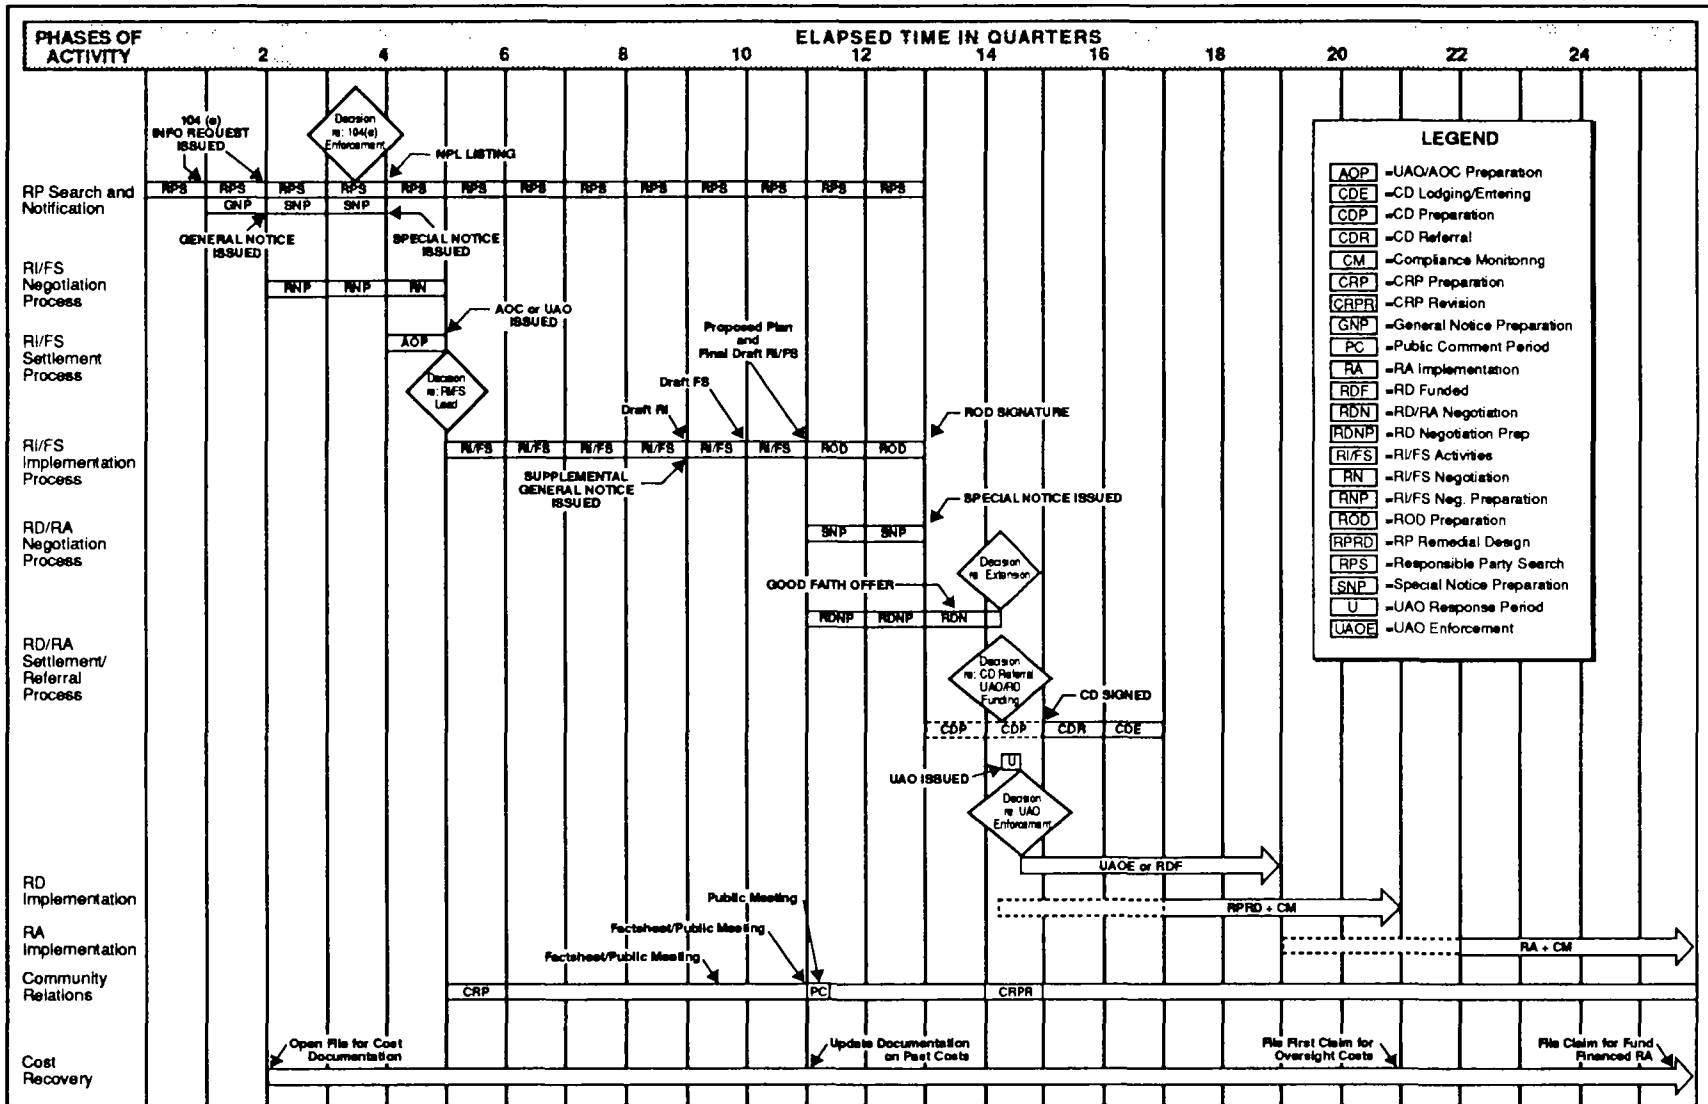 PHASES OF
ACTIVITY
ELAPSED TIME IN QUARTERS
2 4 6 8 10 12 14 16 18 20 22 24
104 (e)
INFO REQUEST
ISSUED
Decision
re: 104(e)
Enforcement
NPL LISTING
RP Search and
Notification
RPS RPS RPS RPS RPS RPS RPS RPS RPS RPS RPS RPS RPS
GNP SNP SNP
GENERAL NOTICE
ISSUED
SPECIAL NOTICE
ISSUED
RI/FS
Negotiation
Process
RNP RNP RN
AOC or UAO
ISSUED
RI/FS
Settlement
Process
AOP
Decision
re: RI/FS
Lead
Proposed Plan
and
Final Draft RI/FS
Draft FS
Draft RI
ROD SIGNATURE
RI/FS
Implementation
Process
RI/FS RI/FS RI/FS RI/FS RI/FS RI/FS ROD ROD
SUPPLEMENTAL
GENERAL NOTICE
ISSUED
SPECIAL NOTICE ISSUED
RD/RA
Negotiation
Process
SNP SNP
Decision
re: Extension
GOOD FAITH OFFER
RDNP RDNP RDN
RD/RA
Settlement/
Referral
Process
Decision
re: CD Referral
UAO/RD
Funding
CD SIGNED
CDP CDP CDR CDE
U
UAO ISSUED
Decision
re: UAO
Enforcement
UAOE or RDF
RD
Implementation
RPRD + CM
RA
Implementation
RA + CM
Public Meeting
Factsheet/Public Meeting
Factsheet/Public Meeting
Community
Relations
CRP PC CRPR
Cost
Recovery
Open File for Cost
Documentation
Update Documentation
on Past Costs
File First Claim for
Oversight Costs
File Claim for Fund
Financed RA
LEGEND
AOP =UAO/AOC Preparation
CDE =CD Lodging/Entering
CDP =CD Preparation
CDR =CD Referral
CM =Compliance Monitoring
CRP =CRP Preparation
CRPR =CRP Revision
GNP =General Notice Preparation
PC =Public Comment Period
RA =RA Implementation
RDF =RD Funded
RDN =RD/RA Negotiation
RDNP =RD Negotiation Prep
RI/FS =RI/FS Activities
RN =RI/FS Negotiation
RNP =RI/FS Neg. Preparation
ROD =ROD Preparation
RPRD =RP Remedial Design
RPS =Responsible Party Search
SNP =Special Notice Preparation
U =UAO Response Period
UAOE =UAO Enforcement